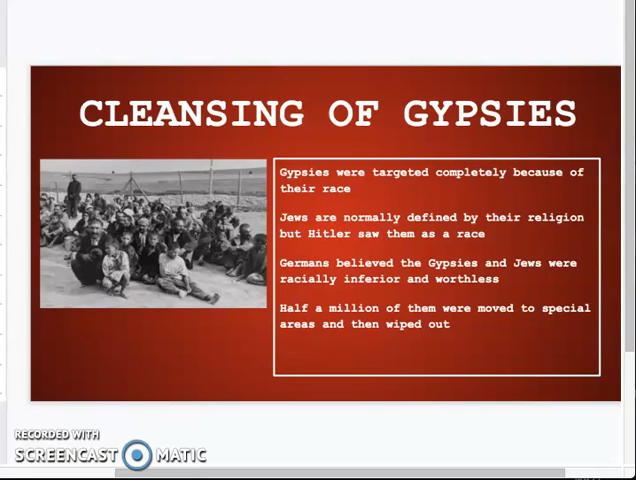 CLEANSING OF GYPSIES
Gypsies were targeted completely because of
their race
Jews are normally defined by their religion
but Hitler saw them as a race
Germans believed the Gypsies and Jews were
racially inferior and worthless
Half a million of them were moved to special
areas and then wiped out
RECORDED WITH
SCREENCAST MATIC